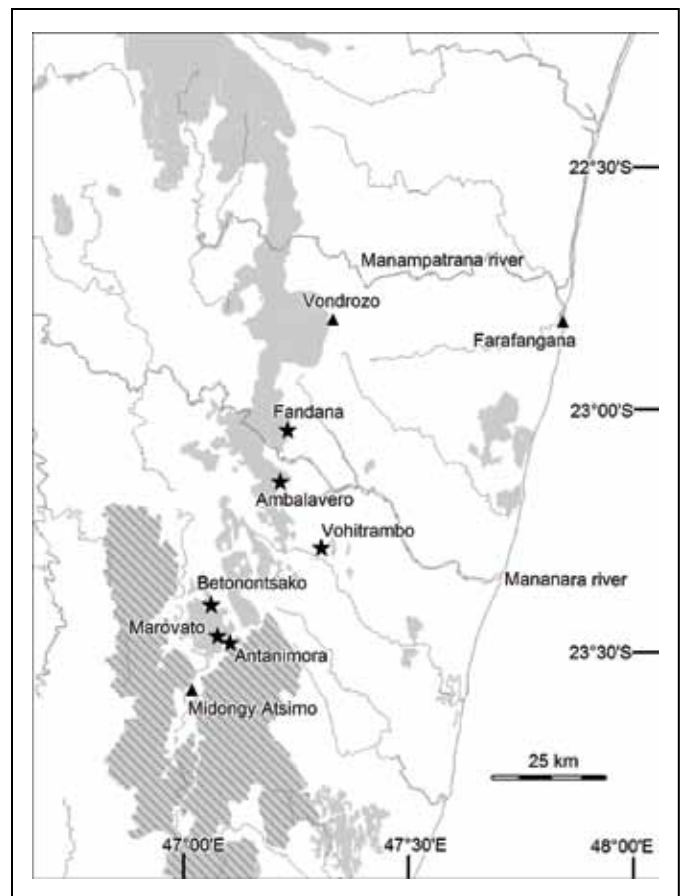 22°30'S
Manampatrana river
Vondrozo
Farafangana
23°00'S
Fandana
Ambalavero
Vohitrambo
Betonontsako
Mananara river
Marovato
Antanimora
23°30'S
Midongy Atsimo
25 km
47°00'E
47°30'E
48°00'E